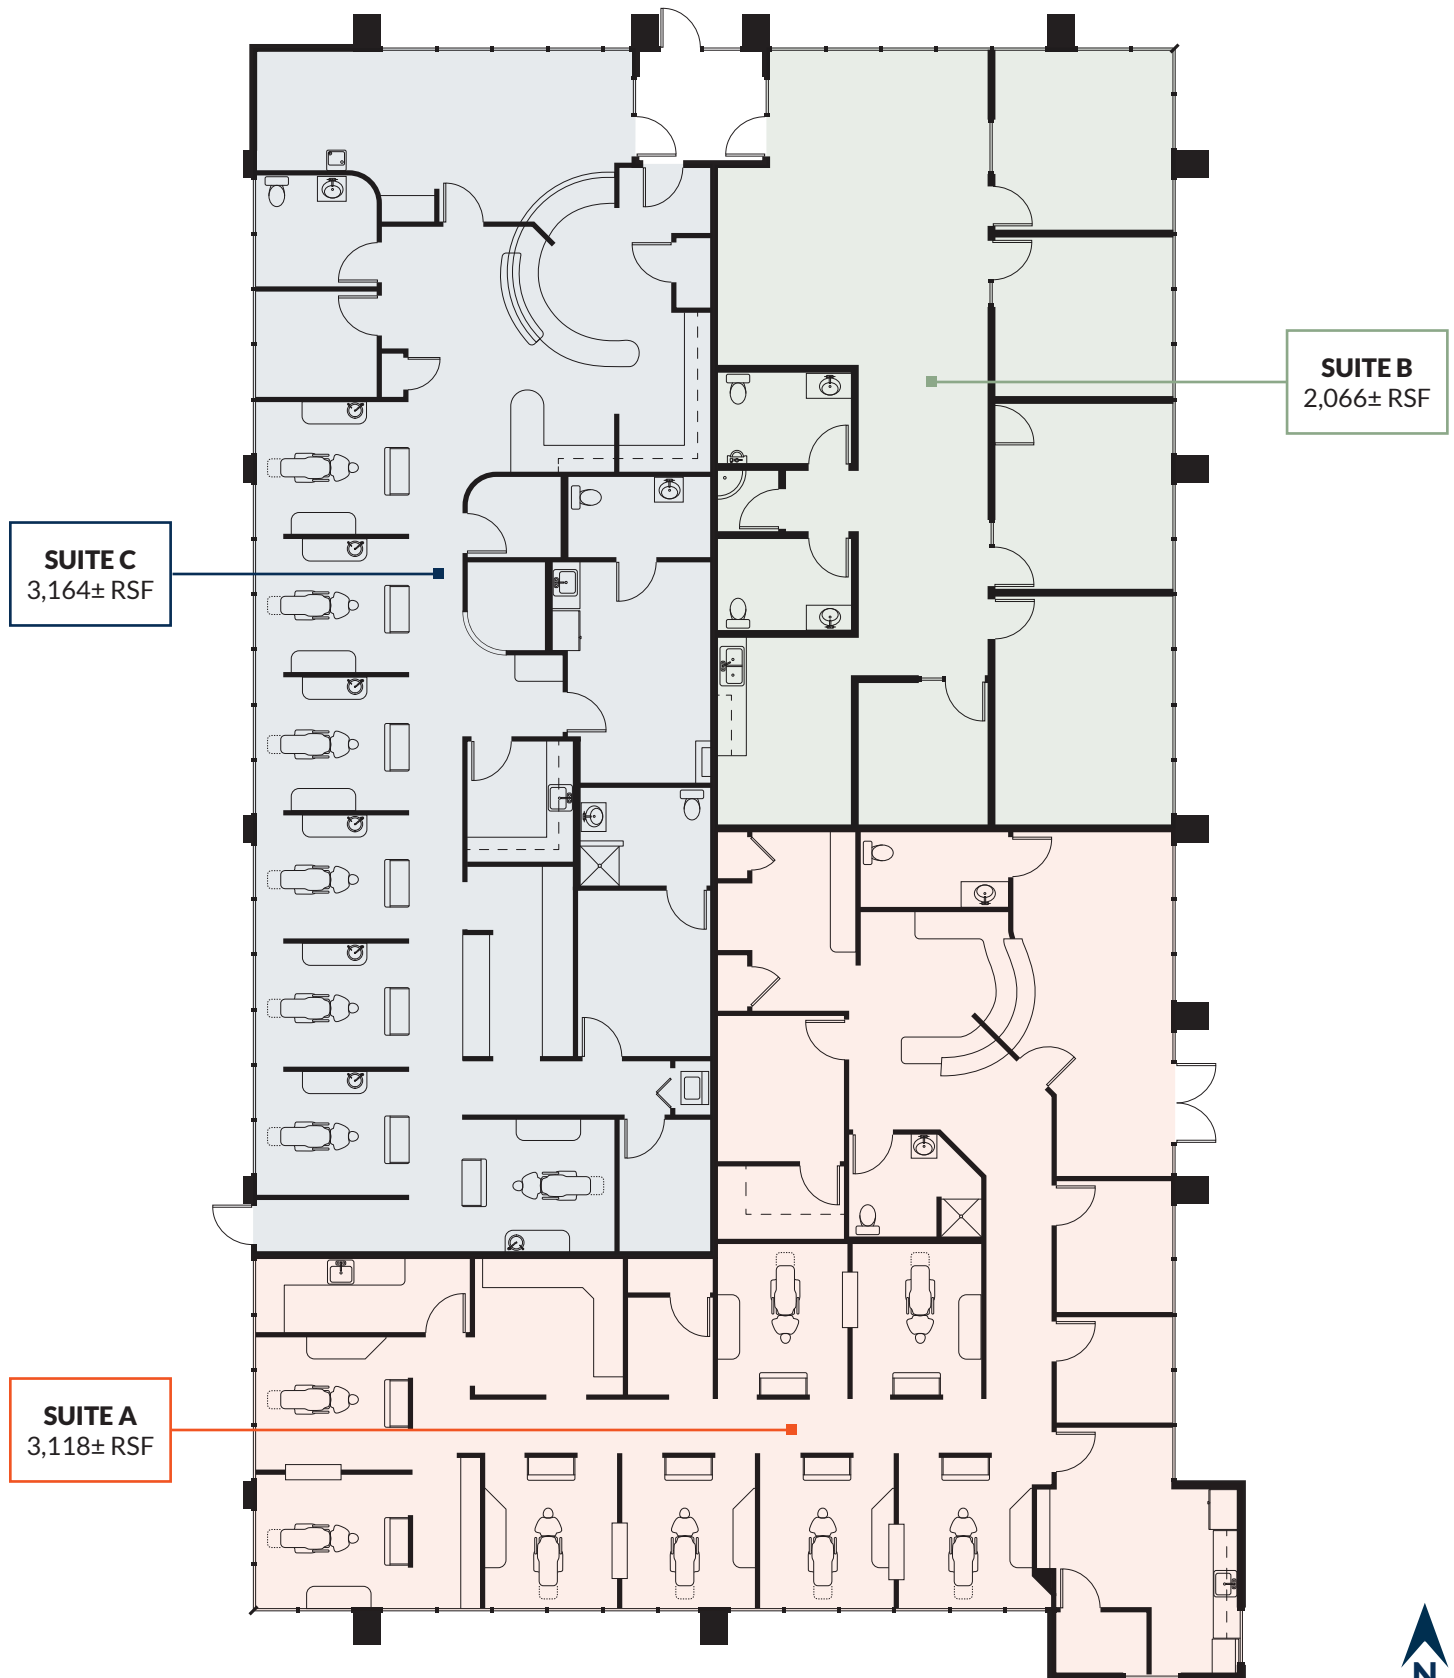 SUITE B
2,066± RSF
SUITE C
3,164± RSF
SUITE A
3,118± RSF
N